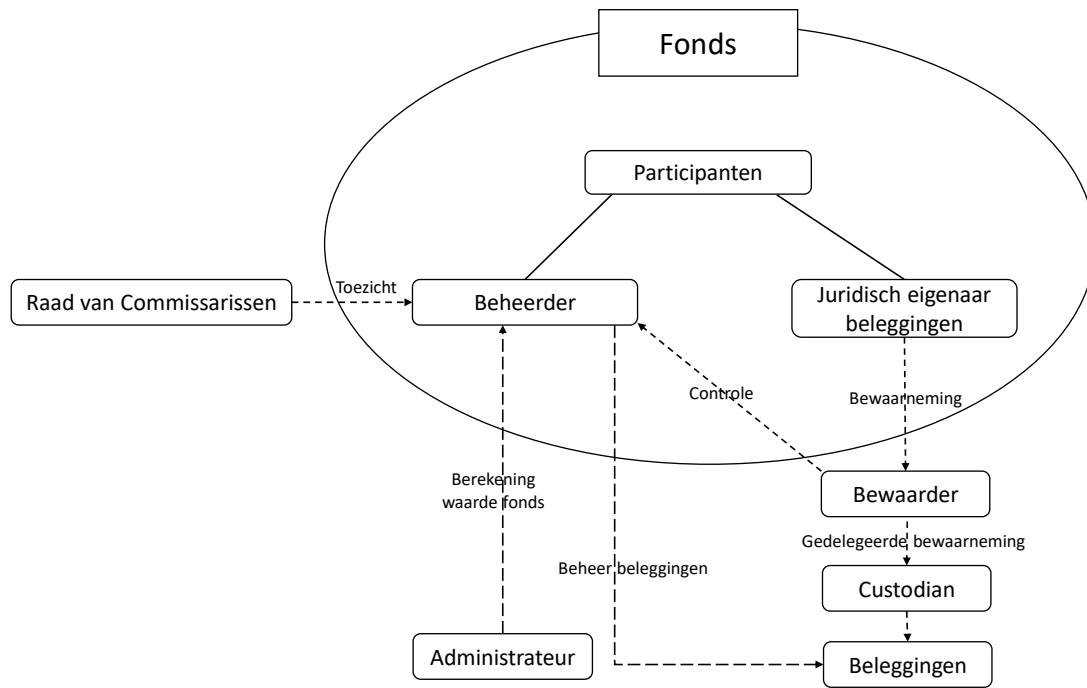 Fonds
Participanten
Raad van Commissarissen
Toezicht
Beheerder
Juridisch eigenaar
beleggingen
Controle
Bewaarneming
Berekening
waarde fonds
Bewaarder
Gedelegeerde bewaarneming
Beheer beleggingen
Custodian
Administrateur
Beleggingen